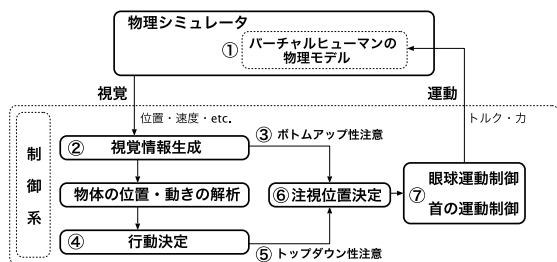 物理シミュレータ
① バーチャルヒューマンの
物理モデル
視覚
運動
位置・速度・etc.
トルク・力
制御系
② 視覚情報生成
③ ボトムアップ性注意
物体の位置・動きの解析
⑥ 注視位置決定
⑦ 眼球運動制御
首の運動制御
④ 行動決定
⑤ トップダウン性注意